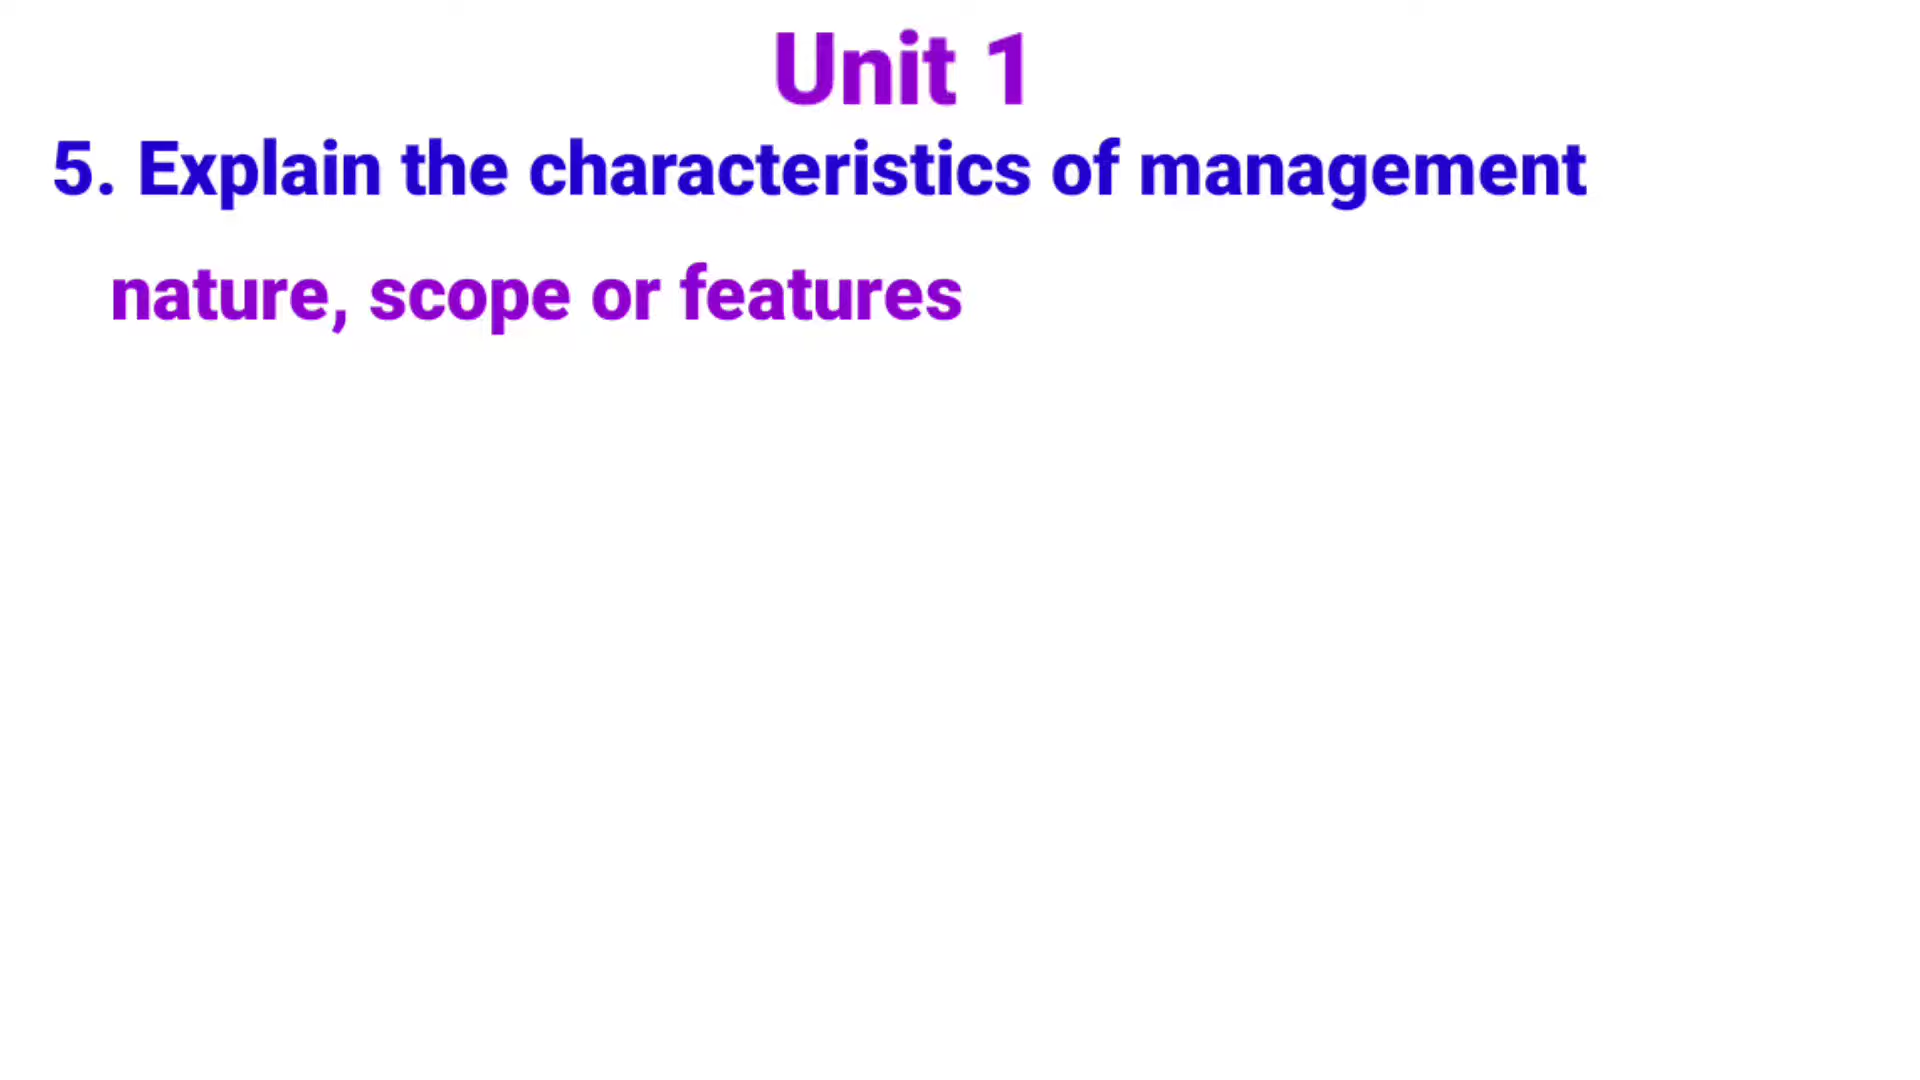 Unit 1
5. Explain the characteristics of management
nature, scope or features